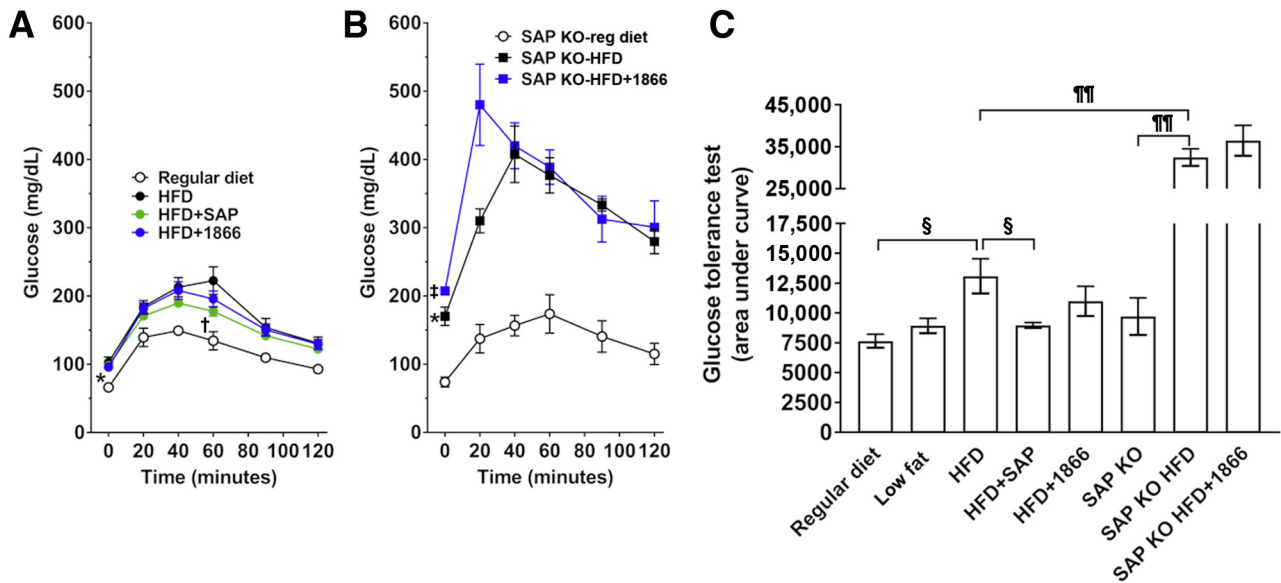 A
600
500
400
300
200
100
0
Glucose (mg/dL)
Regular diet
HFD
HFD+SAP
HFD+1866
*
†
0 20 40 60 80 100 120
Time (minutes)
B
600
500
400
300
200
100
0
Glucose (mg/dL)
SAP KO-reg diet
SAP KO-HFD
SAP KO-HFD+1866
‡
*
0 20 40 60 80 100 120
Time (minutes)
C
Glucose tolerance test
(area under curve)
45,000
35,000
25,000
17,500
15,000
12,500
10,000
7500
5000
2500
0
¶¶
¶¶
§
§
Regular diet
Low fat
HFD
HFD+SAP
HFD+1866
SAP KO
SAP KO HFD
SAP KO HFD+1866